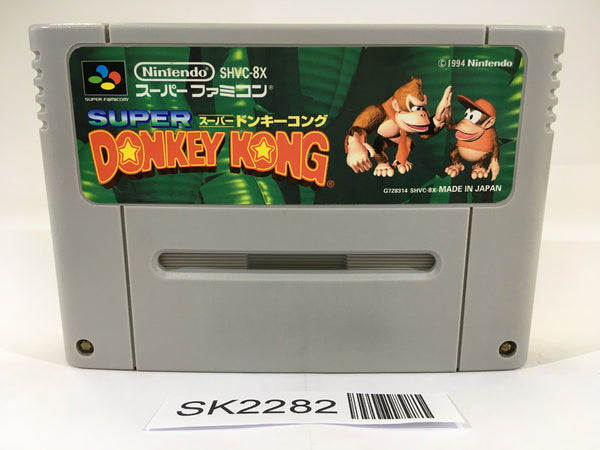 Nintendo SHVC-8X
スーパーファミコン®
SUPER FAMICOM
© 1994 Nintendo
SUPER スーパードンキーコング
DONKEY KONG®
G728314 SHVC-8X MADE IN JAPAN
SK2282